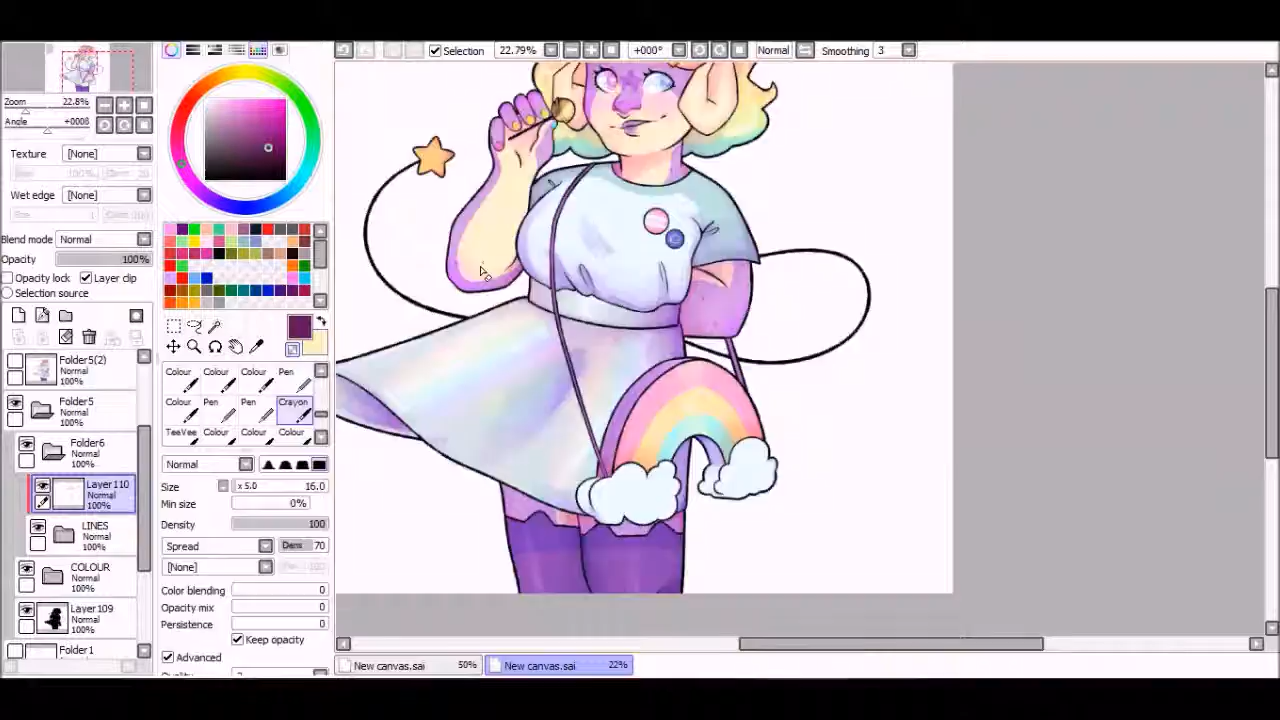 Selection 22.79% +000° Normal Smoothing 3
Zoom 22.8%
Angle +000θ
Texture [None]
Wet edge [None]
Blend mode Normal
Opacity 100%
Opacity lock Layer clip
Selection source
Folder5(2)
Normal
100%
Folder5
Normal
100%
Folder6
Normal
100%
Layer110
Normal
100%
LINES
Normal
100%
COLOUR
Normal
100%
Layer109
Normal
100%
Folder1
Normal
Colour Colour Colour Pen
Colour Pen Pen Crayon
TeeVee Colour Colour Colour
Normal
Size x 5.0 16.0
Min size 0%
Density 100
Spread Dens 70
[None]
Color blending 0
Opacity mix 0
Persistence 0
Keep opacity
Advanced
New canvas.sai 50% New canvas.sai 22%